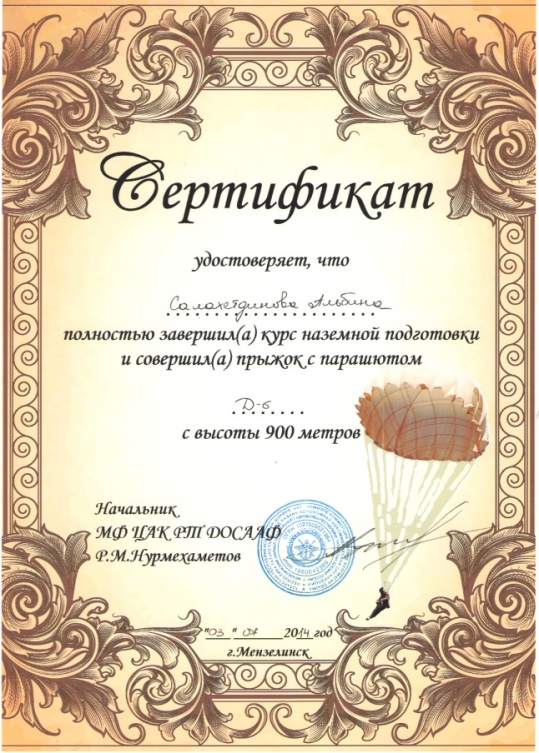 Сертификат
удостоверяет, что
Салахетдинова Альбина
полностью завершил(а) курс наземной подготовки
и совершил(а) прыжок с парашютом
Д-6
с высоты 900 метров
Начальник
МФ ЦАК РТ ДОСААФ
Р.М.Нурмехаметов
"03" 07 2014 год
г.Мензелинск